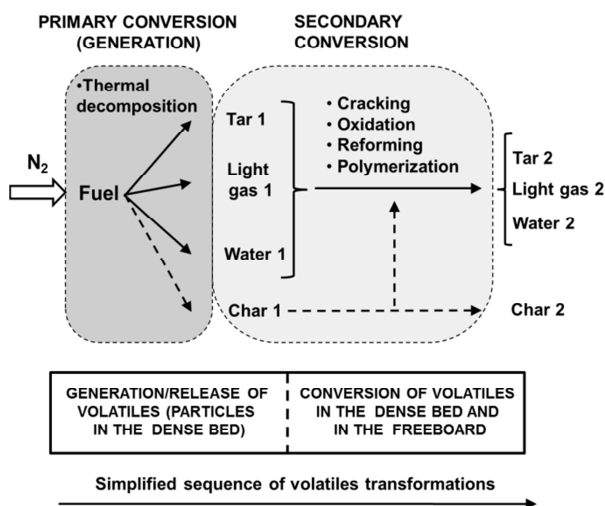 PRIMARY CONVERSION
(GENERATION)
SECONDARY
CONVERSION
•Thermal
decomposition
N₂
Fuel
Tar 1
Light
gas 1
Water 1
Char 1
• Cracking
• Oxidation
• Reforming
• Polymerization
Tar 2
Light gas 2
Water 2
Char 2
GENERATION/RELEASE OF
VOLATILES (PARTICLES
IN THE DENSE BED)
CONVERSION OF VOLATILES
IN THE DENSE BED AND
IN THE FREEBOARD
Simplified sequence of volatiles transformations